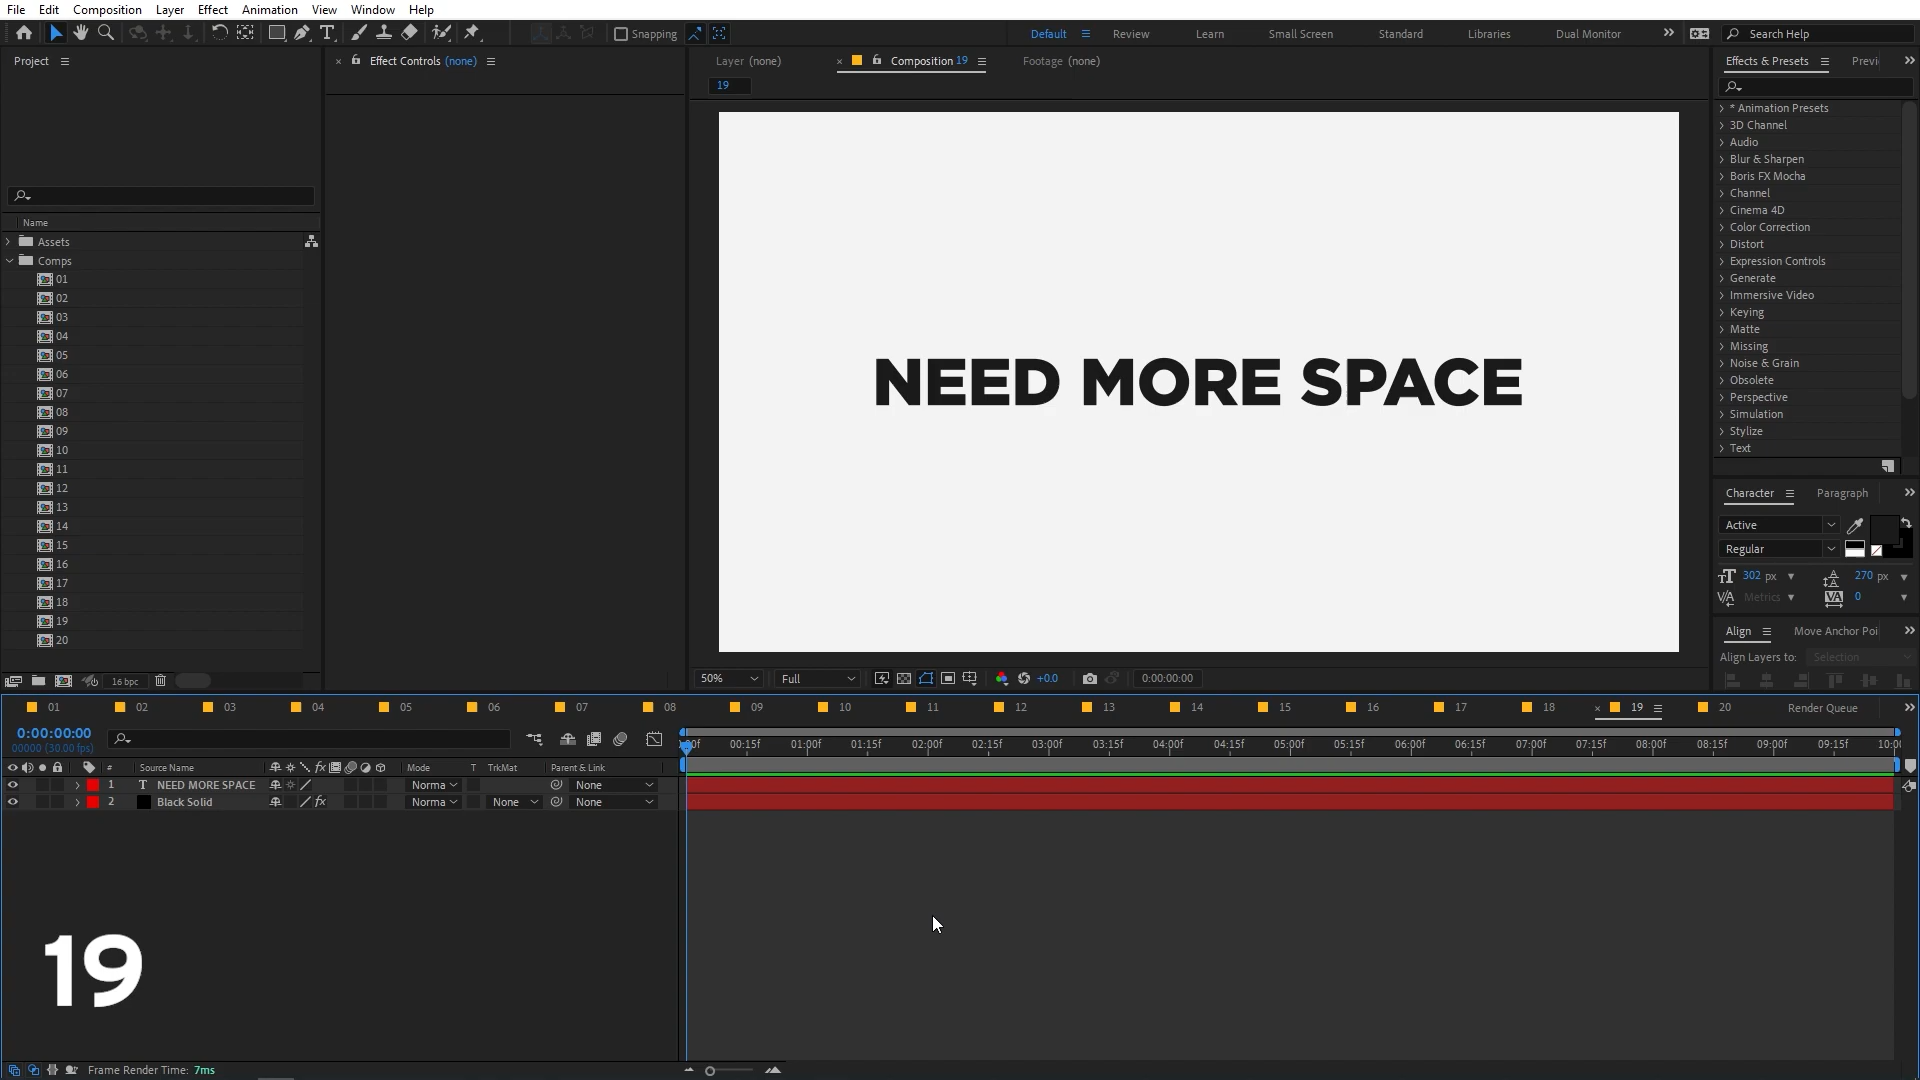 File Edit Composition Layer Effect Animation View Window Help
Snapping
Default Review Learn Small Screen Standard Libraries Dual Monitor
Search Help
Project
Effect Controls (none)
Layer (none)
Composition 19
Footage (none)
19
Effects & Presets
* Animation Presets
3D Channel
Audio
Blur & Sharpen
Boris FX Mocha
Channel
Cinema 4D
Color Correction
Distort
Expression Controls
Generate
Immersive Video
Keying
Matte
Missing
Noise & Grain
Obsolete
Perspective
Simulation
Stylize
Text
Name
Assets
Comps
01
02
03
04
05
06
07
08
09
10
11
12
13
14
15
16
17
18
19
20
16 bpc
NEED MORE SPACE
Character Paragraph
Active
Regular
302 px 270 px
Metrics 0
Align Move Anchor Poi
Align Layers to: Selection
50% Full +0.0 0:00:00:00
01 02 03 04 05 06 07 08 09 10 11 12 13 14 15 16 17 18 19 20 Render Queue
0:00:00:00
00000 (30.00 fps)
00:15f 01:00f 01:15f 02:00f 02:15f 03:00f 03:15f 04:00f 04:15f 05:00f 05:15f 06:00f 06:15f 07:00f 07:15f 08:00f 08:15f 09:00f 09:15f
# Source Name fx Mode T TrkMat Parent & Link
1 T NEED MORE SPACE Norma None
2 Black Solid fx Norma None None
19
Frame Render Time: 7ms